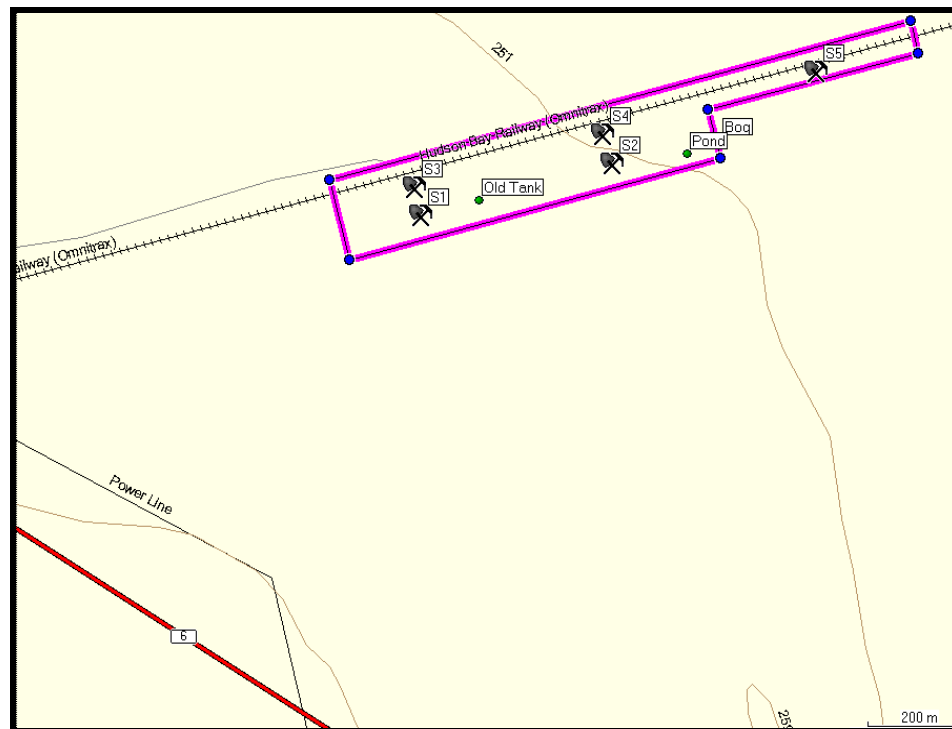 251
S5
Hudson Bay Railway (Omnitrax)
S4
Bog
S2
Pond
S3
Old Tank
S1
ailway (Omnitrax)
Power Line
6
259
200 m